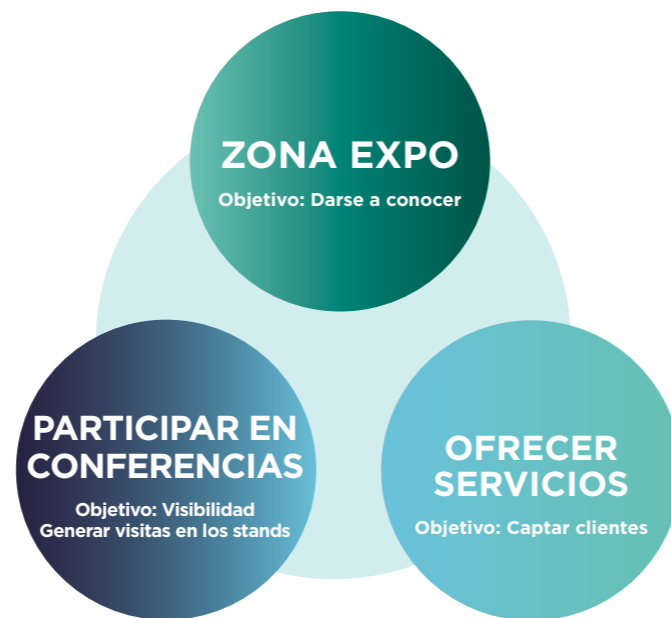 ZONA EXPO
Objetivo: Darse a conocer
PARTICIPAR EN
CONFERENCIAS
Objetivo: Visibilidad
Generar visitas en los stands
OFRECER
SERVICIOS
Objetivo: Captar clientes